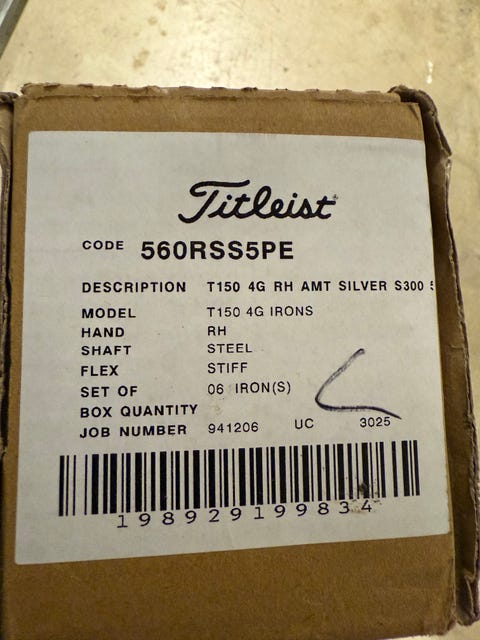 Titleist
CODE 560RSS5PE
DESCRIPTION T150 4G RH AMT SILVER S300
MODEL T150 4G IRONS
HAND RH
SHAFT STEEL
FLEX STIFF
SET OF 06 IRON(S)
BOX QUANTITY
JOB NUMBER 941206 UC 3025
198929199834